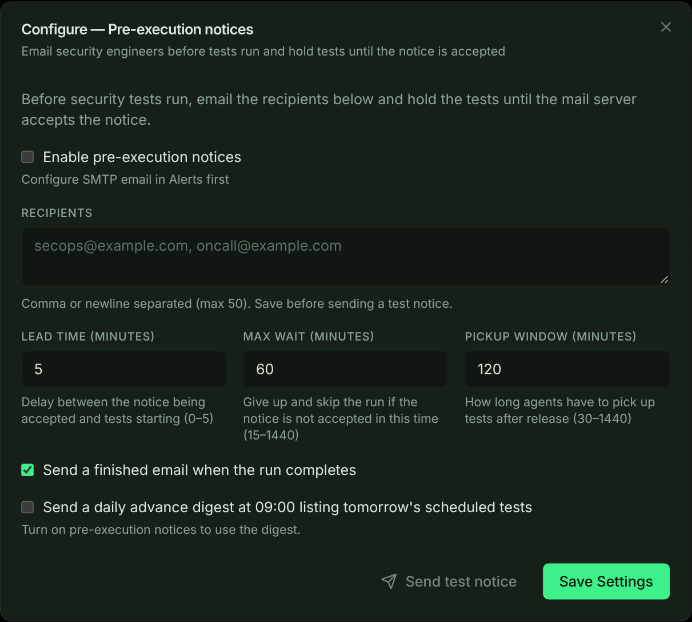 Configure — Pre-execution notices
Email security engineers before tests run and hold tests until the notice is accepted
Before security tests run, email the recipients below and hold the tests until the mail server
accepts the notice.
Enable pre-execution notices
Configure SMTP email in Alerts first
RECIPIENTS
secops@example.com, oncall@example.com
Comma or newline separated (max 50). Save before sending a test notice.
LEAD TIME (MINUTES)
5
Delay between the notice being
accepted and tests starting (0–5)
MAX WAIT (MINUTES)
60
Give up and skip the run if the
notice is not accepted in this time
(15–1440)
PICKUP WINDOW (MINUTES)
120
How long agents have to pick up
tests after release (30–1440)
Send a finished email when the run completes
Send a daily advance digest at 09:00 listing tomorrow's scheduled tests
Turn on pre-execution notices to use the digest.
Send test notice
Save Settings